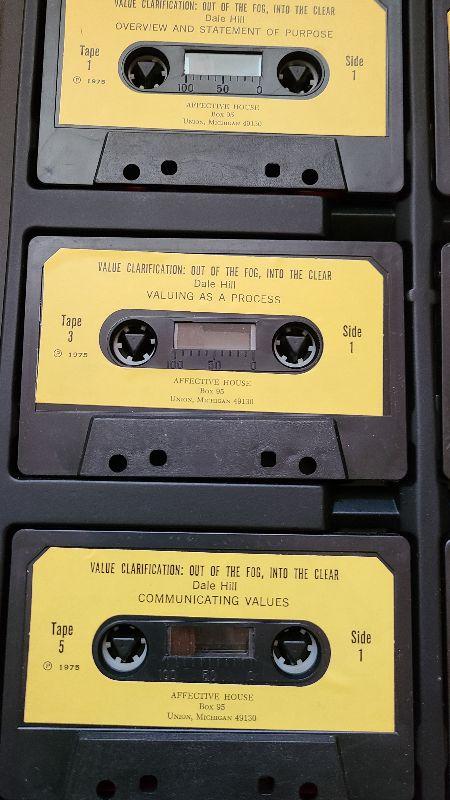 VALUE CLARIFICATION: OUT OF THE FOG, INTO THE CLEAR
Dale Hill
OVERVIEW AND STATEMENT OF PURPOSE
Tape
1
Ⓟ 1975
Side
1
100 50 0
AFFECTIVE HOUSE
Box 95
Union, Michigan 49130
VALUE CLARIFICATION: OUT OF THE FOG, INTO THE CLEAR
Dale Hill
VALUING AS A PROCESS
Tape
3
Ⓟ 1975
Side
1
100 50 0
AFFECTIVE HOUSE
Box 95
Union, Michigan 49130
VALUE CLARIFICATION: OUT OF THE FOG, INTO THE CLEAR
Dale Hill
COMMUNICATING VALUES
Tape
5
Ⓟ 1975
Side
1
100 50 0
AFFECTIVE HOUSE
Box 95
Union, Michigan 49130